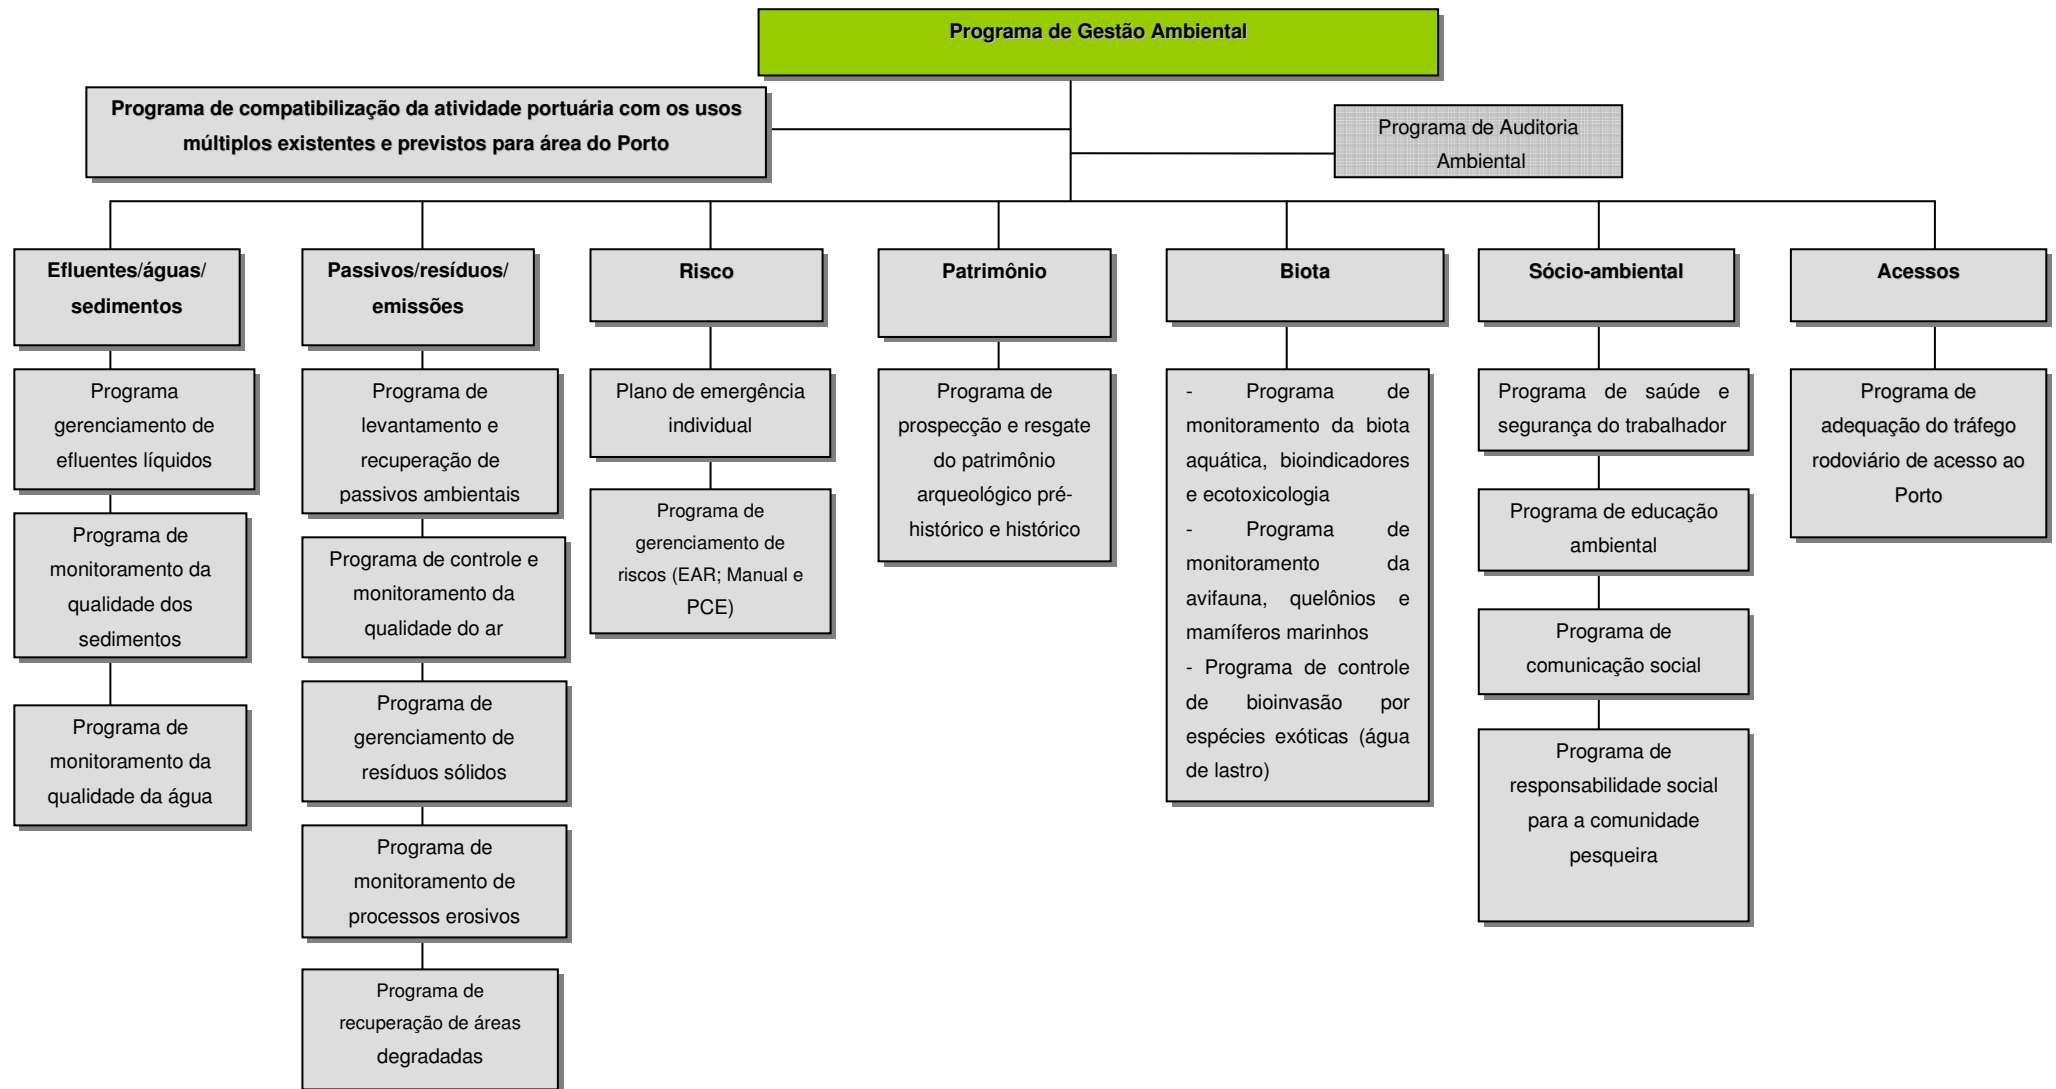 Programa de Gestão Ambiental
Programa de compatibilização da atividade portuária com os usos
múltiplos existentes e previstos para área do Porto
Programa de Auditoria
Ambiental
Efluentes/águas/
sedimentos
Programa
gerenciamento de
efluentes líquidos
Programa de
monitoramento da
qualidade dos
sedimentos
Programa de
monitoramento da
qualidade da água
Passivos/resíduos/
emissões
Programa de
levantamento e
recuperação de
passivos ambientais
Programa de controle e
monitoramento da
qualidade do ar
Programa de
gerenciamento de
resíduos sólidos
Programa de
monitoramento de
processos erosivos
Programa de
recuperação de áreas
degradadas
Risco
Plano de emergência
individual
Programa de
gerenciamento de
riscos (EAR; Manual e
PCE)
Patrimônio
Programa de
prospecção e resgate
do patrimônio
arqueológico pré-
histórico e histórico
Biota
- Programa de
monitoramento da biota
aquática, bioindicadores
e ecotoxicologia
- Programa de
monitoramento da
avifauna, quelônios e
mamíferos marinhos
- Programa de controle
de bioinvasão por
espécies exóticas (água
de lastro)
Sócio-ambiental
Programa de saúde e
segurança do trabalhador
Programa de educação
ambiental
Programa de
comunicação social
Programa de
responsabilidade social
para a comunidade
pesqueira
Acessos
Programa de
adequação do tráfego
rodoviário de acesso ao
Porto